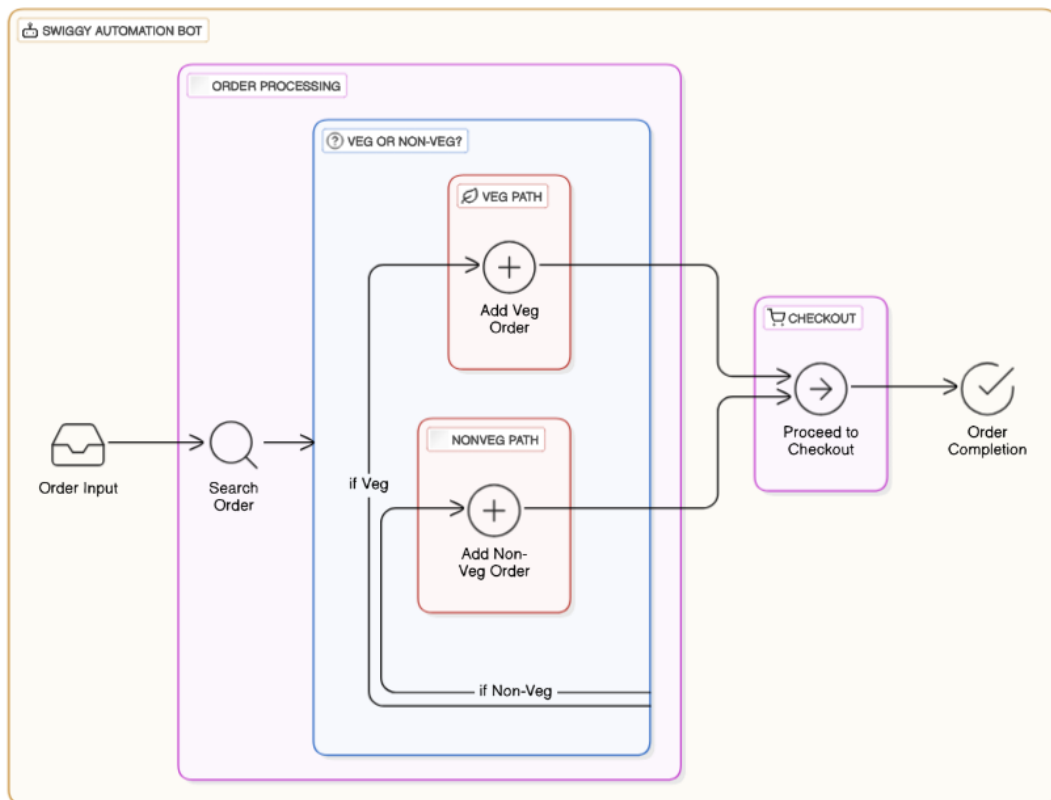 SWIGGY AUTOMATION BOT
ORDER PROCESSING
VEG OR NON-VEG?
VEG PATH
Add Veg
Order
CHECKOUT
Proceed to
Checkout
Order
Completion
NONVEG PATH
Order Input
Search
Order
if Veg
Add Non-
Veg Order
if Non-Veg